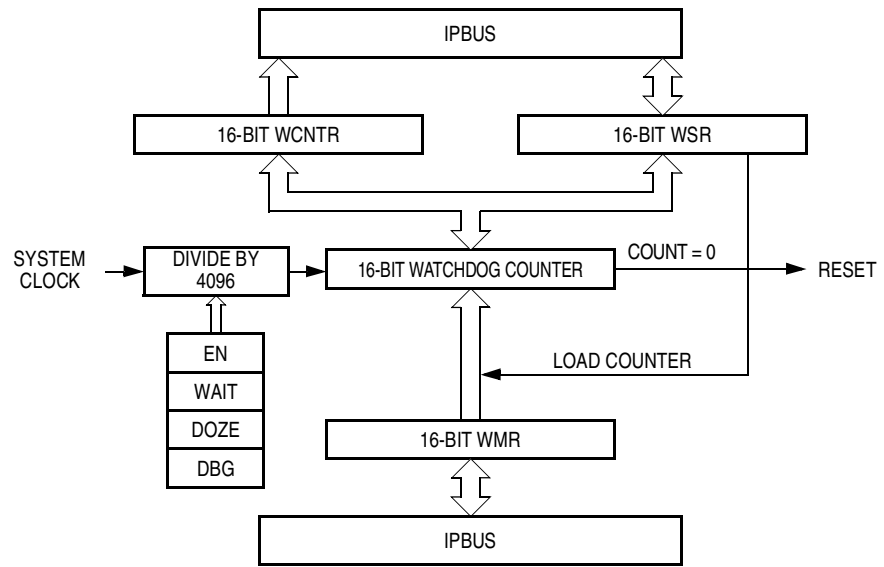 IPBUS
16-BIT WCNTR
16-BIT WSR
SYSTEM
CLOCK
DIVIDE BY
4096
16-BIT WATCHDOG COUNTER
COUNT = 0
RESET
EN
WAIT
DOZE
DBG
LOAD COUNTER
16-BIT WMR
IPBUS